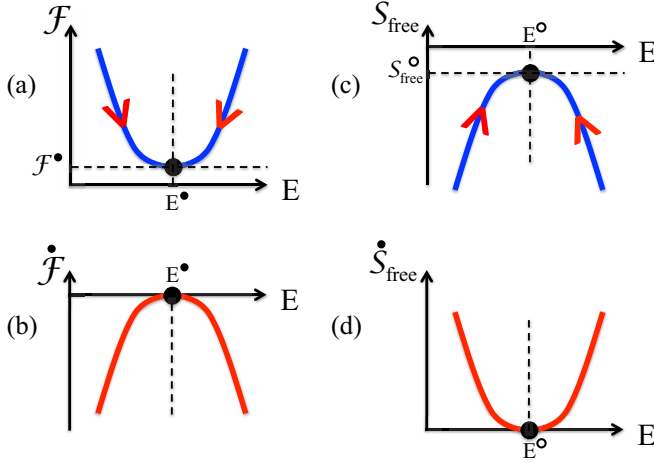 (a)
ℱ
ℱ●
E●
E
(c)
S_free
E○
E
S○_free
(b)
ℱ̇
E●
E
(d)
Ṡ_free
E○
E